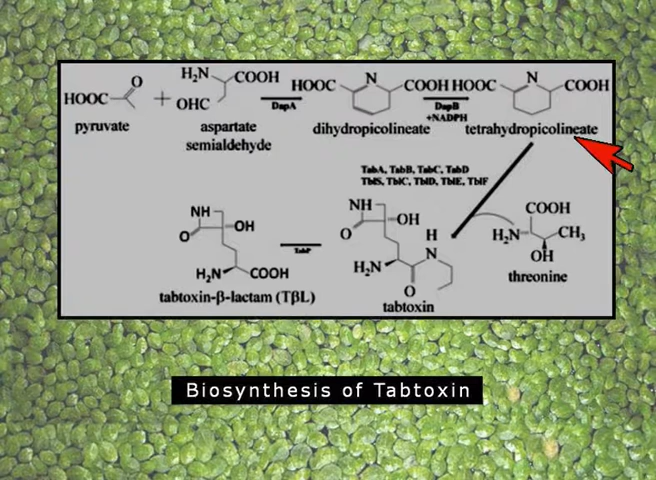 H₂N COOH HOOC N COOH HOOC N COOH
HOOC O + OHC DapA DapB
+NADPH
pyruvate aspartate dihydropicolineate tetrahydropicolineate
semialdehyde
TabA, TabB, TabC, TabD
TblS, TblC, TblD, TblE, TblF
NH OH O NH OH O H N COOH
H₂N CH₃
OH
TabP
H₂N COOH H₂N O threonine
tabtoxin-β-lactam (TβL) tabtoxin
Biosynthesis of Tabtoxin